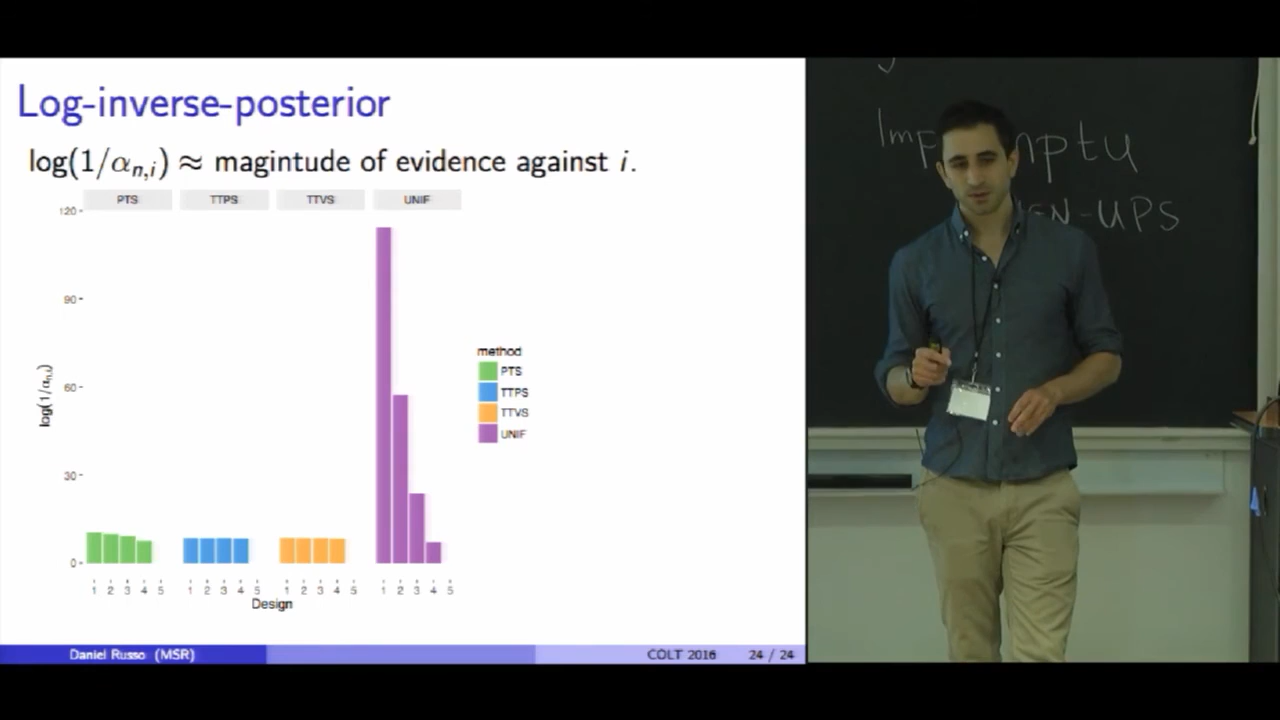 Log-inverse-posterior
log(1/αn,i) ≈ magintude of evidence against i.
PTS TTPS TTVS UNIF
120
90
60
30
0
log(1/αn,i)
1 2 3 4 5 1 2 3 4 5 1 2 3 4 5 1 2 3 4 5
Design
method
PTS
TTPS
TTVS
UNIF
Daniel Russo (MSR) COLT 2016 24 / 24
-UPS